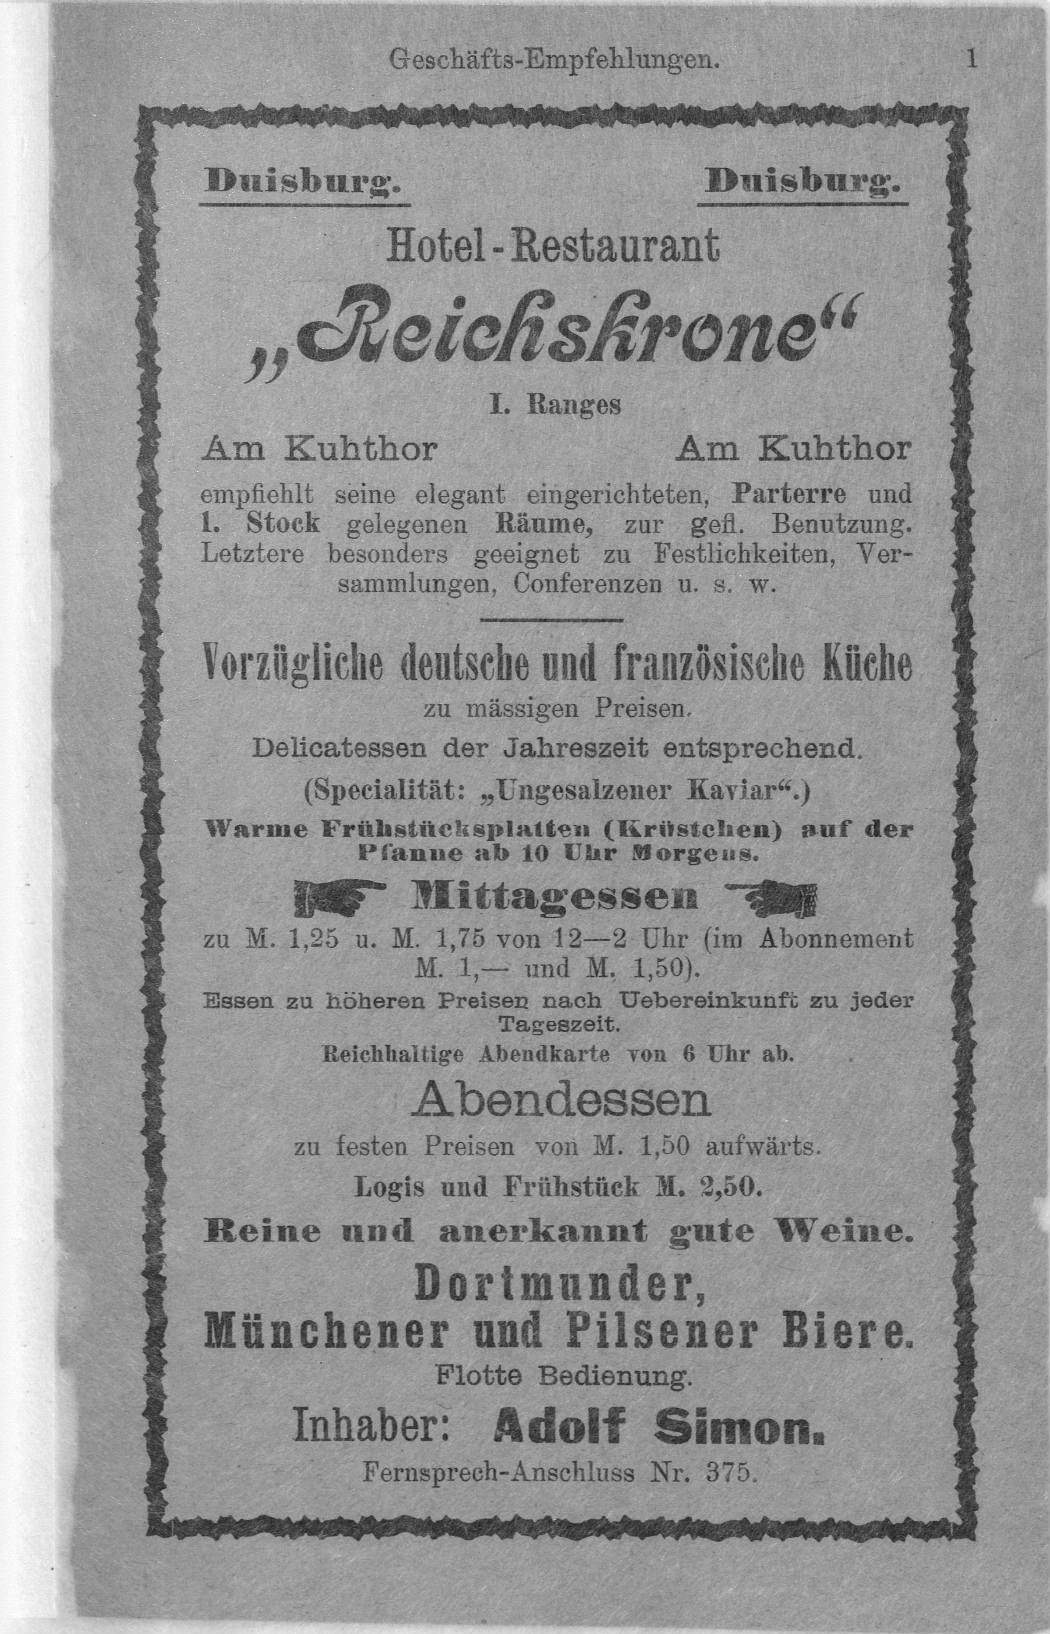 Geschäfts-Empfehlungen. 1
Duisburg. Duisburg.
Hotel-Restaurant
„Reichskrone“
I. Ranges
Am Kuhthor Am Kuhthor
empfiehlt seine elegant eingerichteten, Parterre und
1. Stock gelegenen Räume, zur gefl. Benutzung.
Letztere besonders geeignet zu Festlichkeiten, Ver-
sammlungen, Conferenzen u. s. w.
Vorzügliche deutsche und französische Küche
zu mässigen Preisen.
Delicatessen der Jahreszeit entsprechend.
(Specialität: „Ungesalzener Kaviar“.)
Warme Frühstücksplatten (Krüstchen) auf der
Pfanne ab 10 Uhr Morgens.
Mittagessen
zu M. 1,25 u. M. 1,75 von 12—2 Uhr (im Abonnement
M. 1,— und M. 1,50).
Essen zu höheren Preisen nach Uebereinkunft zu jeder
Tageszeit.
Reichhaltige Abendkarte von 6 Uhr ab.
Abendessen
zu festen Preisen von M. 1,50 aufwärts.
Logis und Frühstück M. 2,50.
Reine und anerkannt gute Weine.
Dortmunder,
Münchener und Pilsener Biere.
Flotte Bedienung.
Inhaber: Adolf Simon.
Fernsprech-Anschluss Nr. 375.